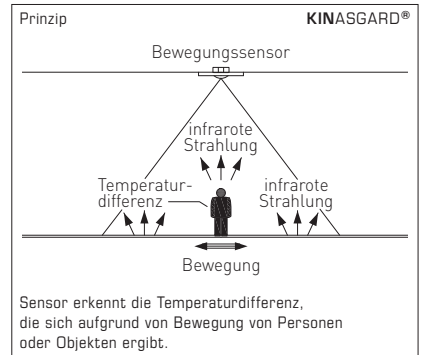 Prinzip
KINASGARD®
Bewegungssensor
infrarote
Strahlung
Temperatur-
differenz
infrarote
Strahlung
Bewegung
Sensor erkennt die Temperaturdifferenz,
die sich aufgrund von Bewegung von Personen
oder Objekten ergibt.